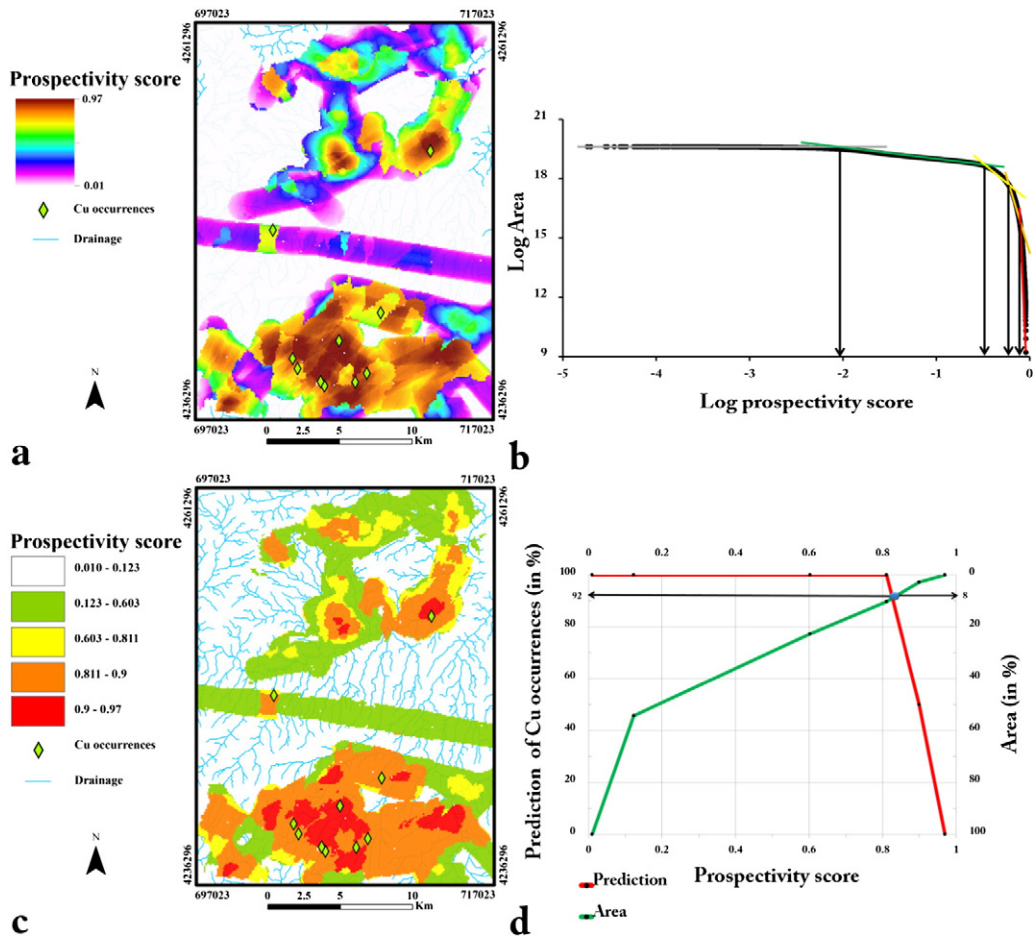 697023
717023
4261296
4261296
Prospectivity score
0.97
0.01
Cu occurrences
Drainage
N
4236296
4236296
697023
0 2.5 5 10
Km
717023
a
21
18
15
12
9
Log Area
-5 -4 -3 -2 -1 0
Log prospectivity score
b
697023
717023
4261296
4261296
Prospectivity score
0.010 - 0.123
0.123 - 0.603
0.603 - 0.811
0.811 - 0.9
0.9 - 0.97
Cu occurrences
Drainage
N
4236296
4236296
697023
0 2.5 5 10
Km
717023
c
0 0.2 0.4 0.6 0.8 1
100
92
80
60
40
20
0
Prediction of Cu occurrences (in %)
0
8
20
40
60
80
100
Area (in %)
0 0.2 0.4 0.6 0.8 1
Prospectivity score
Prediction
Area
d